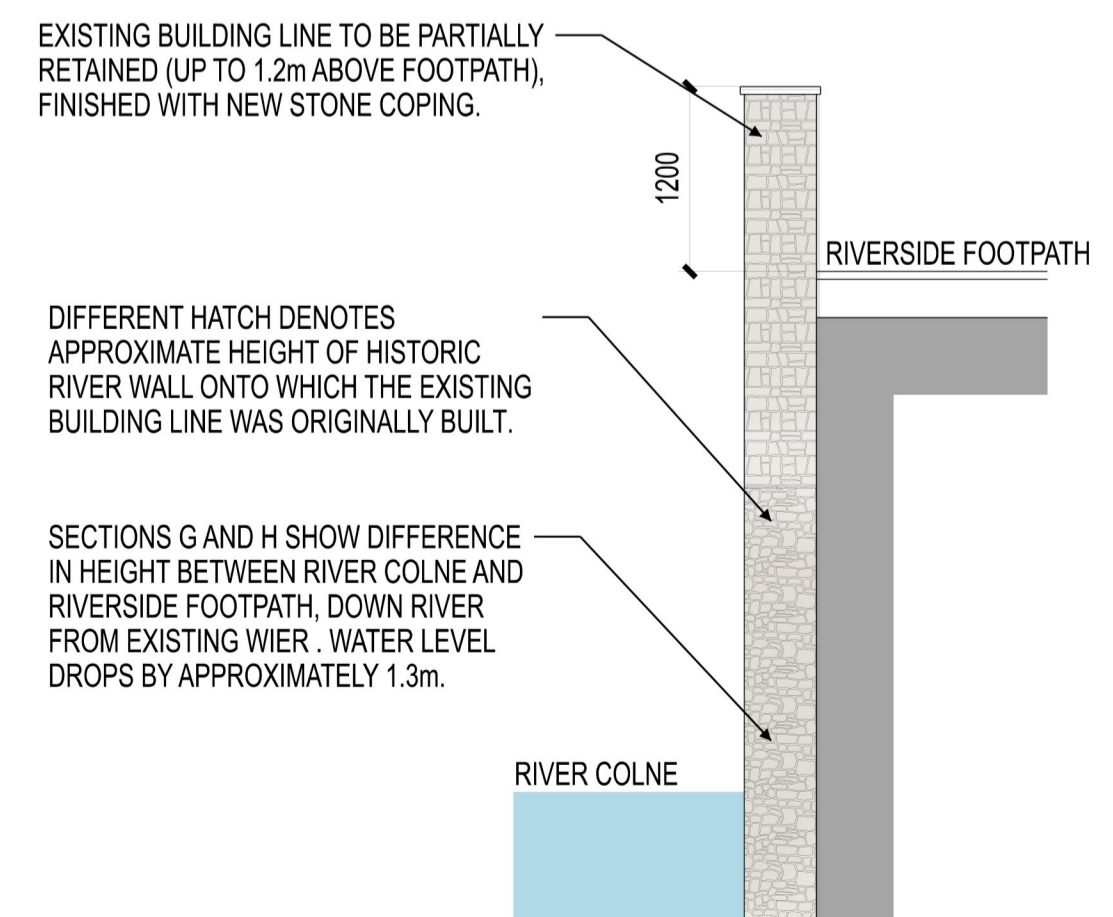 EXISTING BUILDING LINE TO BE PARTIALLY
RETAINED (UP TO 1.2m ABOVE FOOTPATH),
FINISHED WITH NEW STONE COPING.
1200
RIVERSIDE FOOTPATH
DIFFERENT HATCH DENOTES
APPROXIMATE HEIGHT OF HISTORIC
RIVER WALL ONTO WHICH THE EXISTING
BUILDING LINE WAS ORIGINALLY BUILT.
SECTIONS G AND H SHOW DIFFERENCE
IN HEIGHT BETWEEN RIVER COLNE AND
RIVERSIDE FOOTPATH, DOWN RIVER
FROM EXISTING WIER . WATER LEVEL
DROPS BY APPROXIMATELY 1.3m.
RIVER COLNE